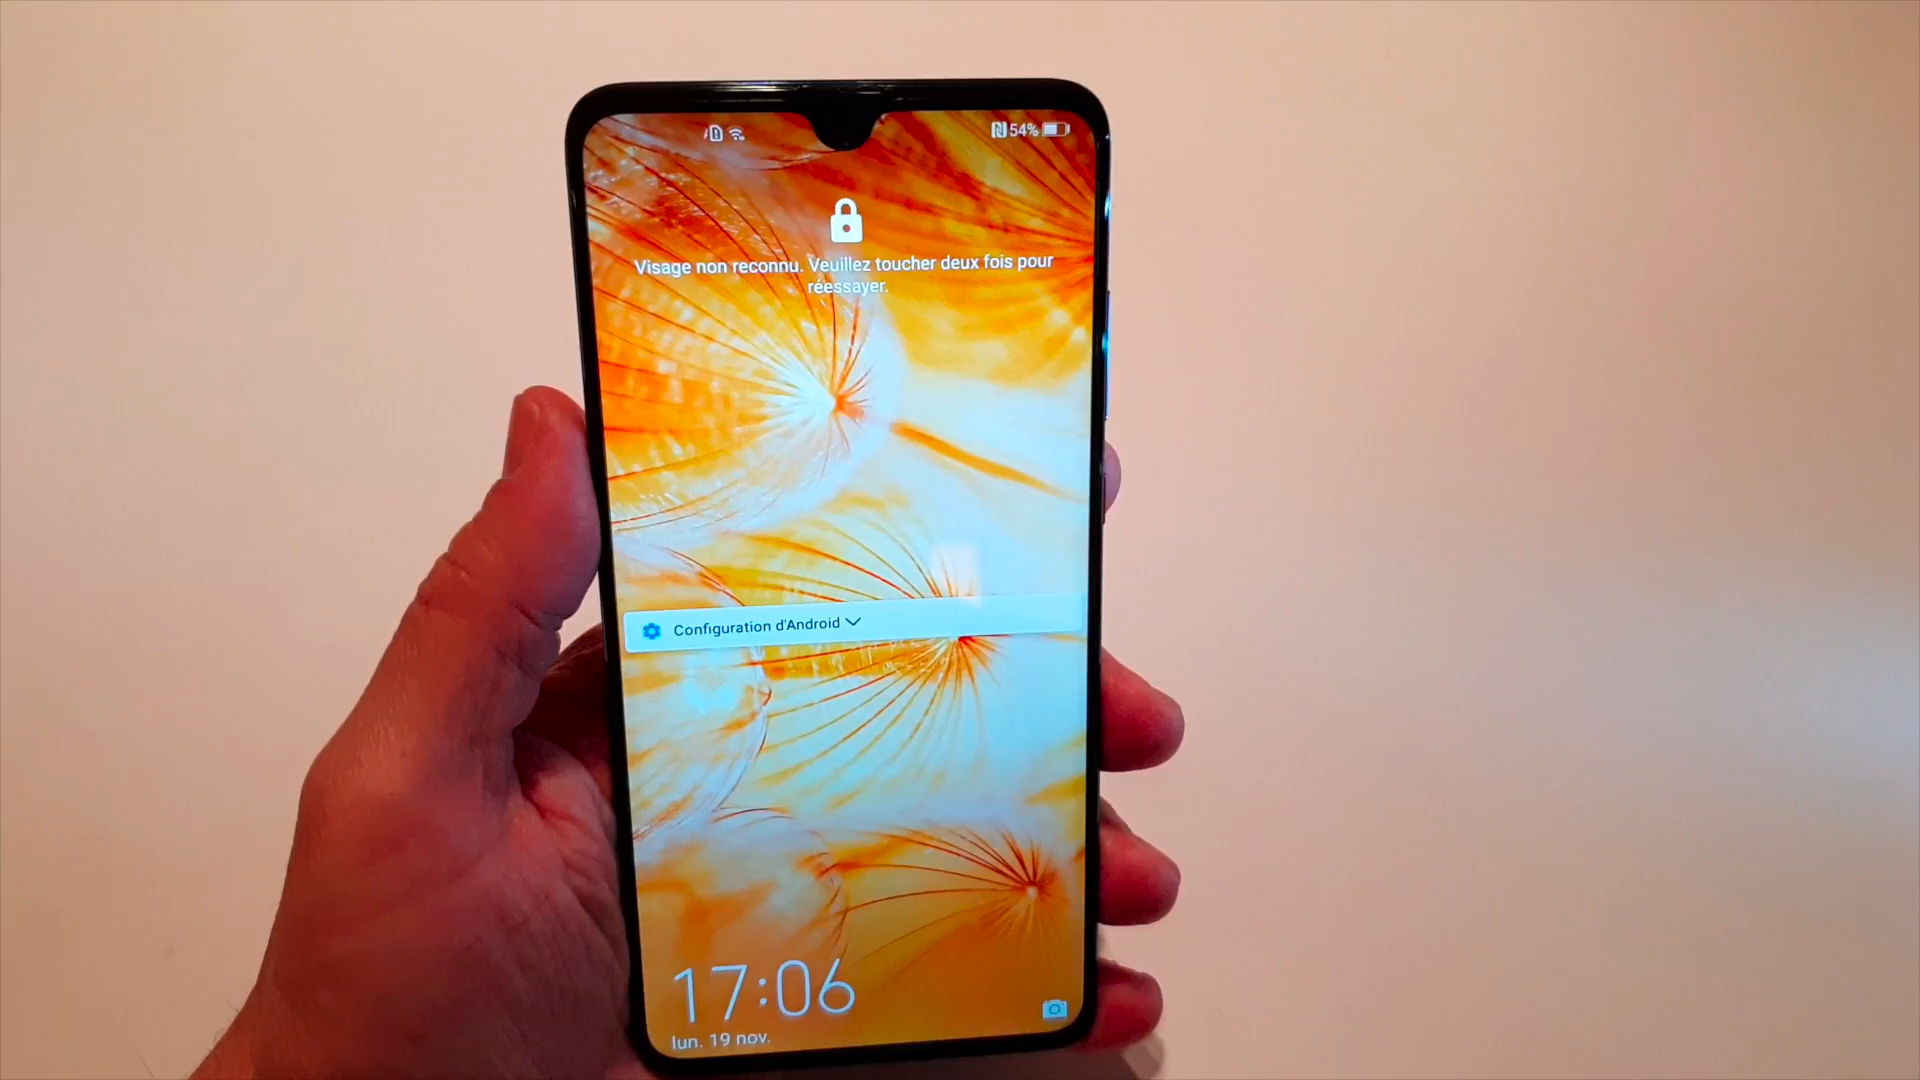 54%
Visage non reconnu. Veuillez toucher deux fois pour
réessayer.
Configuration d'Android
17:06
lun. 19 nov.